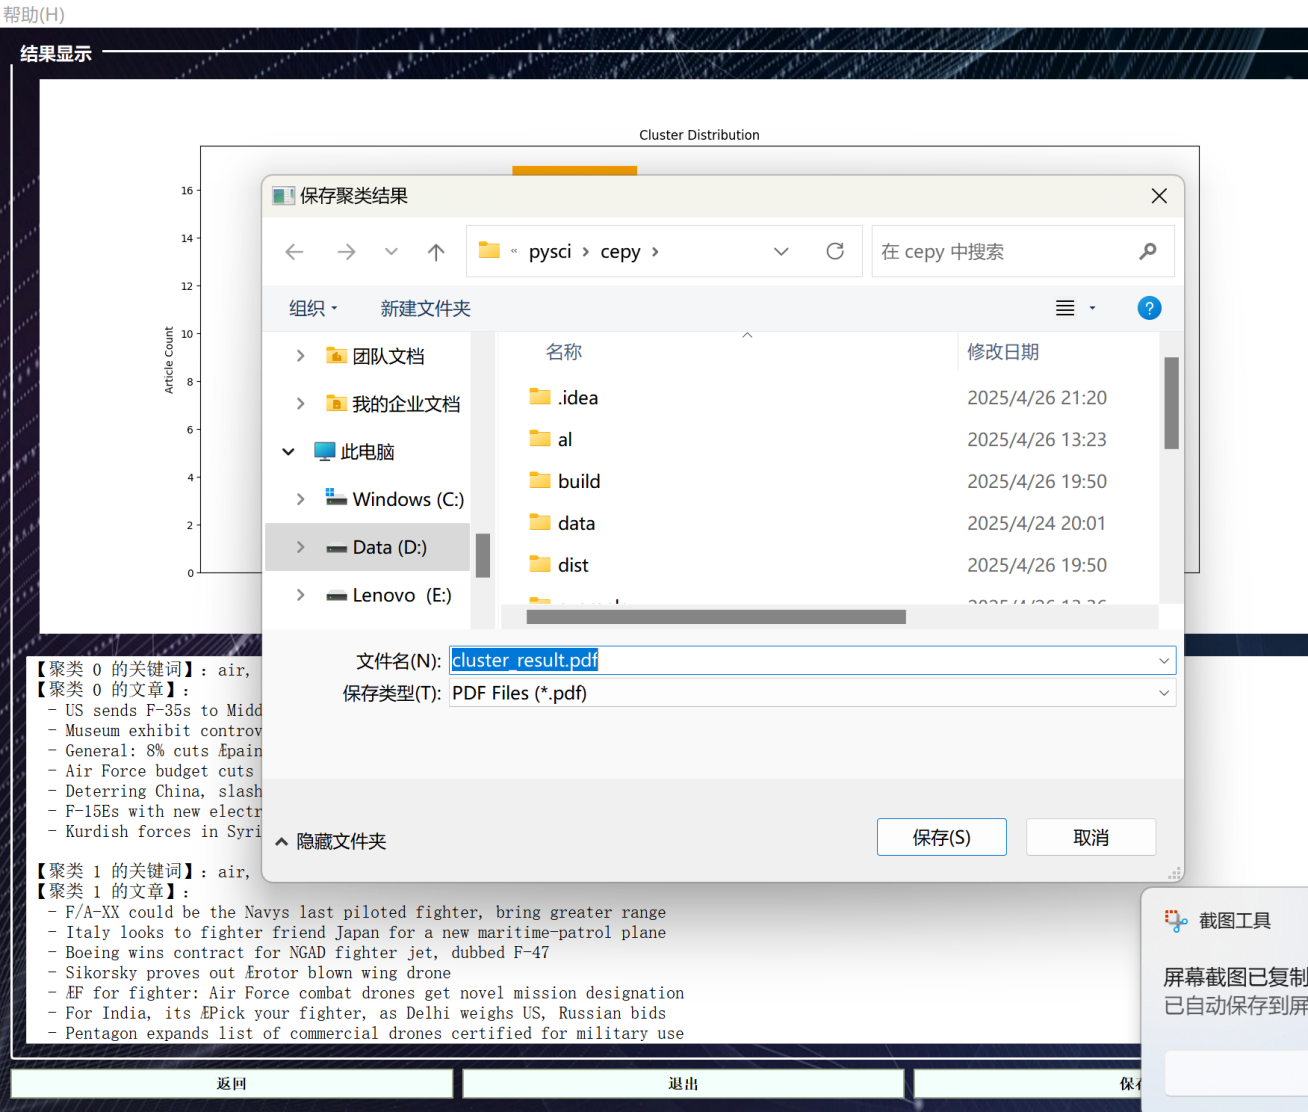 帮助(H)
结果显示
Cluster Distribution
Article Count
16
14
12
10
8
6
4
2
0
保存聚类结果
« pysci › cepy ›
在 cepy 中搜索
组织
新建文件夹
?
团队文档
我的企业文档
此电脑
Windows (C:)
Data (D:)
Lenovo (E:)
名称 修改日期
.idea 2025/4/26 21:20
al 2025/4/26 13:23
build 2025/4/26 19:50
data 2025/4/24 20:01
dist 2025/4/26 19:50
文件名(N): cluster_result.pdf
保存类型(T): PDF Files (*.pdf)
隐藏文件夹
保存(S)
取消
【聚类 0 的关键词】: air,
【聚类 0 的文章】:
- US sends F-35s to Midd
- Museum exhibit controv
- General: 8% cuts Æpain
- Air Force budget cuts
- Deterring China, slash
- F-15Es with new electr
- Kurdish forces in Syri
【聚类 1 的关键词】: air,
【聚类 1 的文章】:
- F/A-XX could be the Navys last piloted fighter, bring greater range
- Italy looks to fighter friend Japan for a new maritime-patrol plane
- Boeing wins contract for NGAD fighter jet, dubbed F-47
- Sikorsky proves out Ærotor blown wing drone
- ÆF for fighter: Air Force combat drones get novel mission designation
- For India, its ÆPick your fighter, as Delhi weighs US, Russian bids
- Pentagon expands list of commercial drones certified for military use
返回
退出
保存
截图工具
屏幕截图已复制
已自动保存到屏